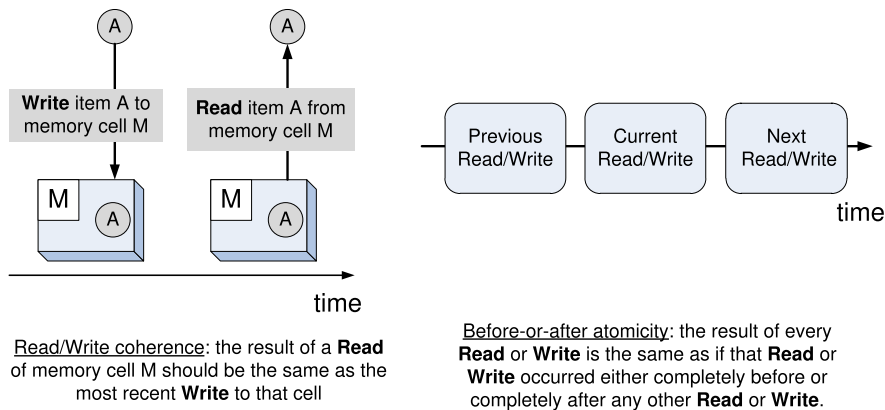 A
A
Write item A to
memory cell M
Read item A from
memory cell M
M
A
M
A
time
Read/Write coherence: the result of a Read
of memory cell M should be the same as the
most recent Write to that cell
Previous
Read/Write
Current
Read/Write
Next
Read/Write
time
Before-or-after atomicity: the result of every
Read or Write is the same as if that Read or
Write occurred either completely before or
completely after any other Read or Write.